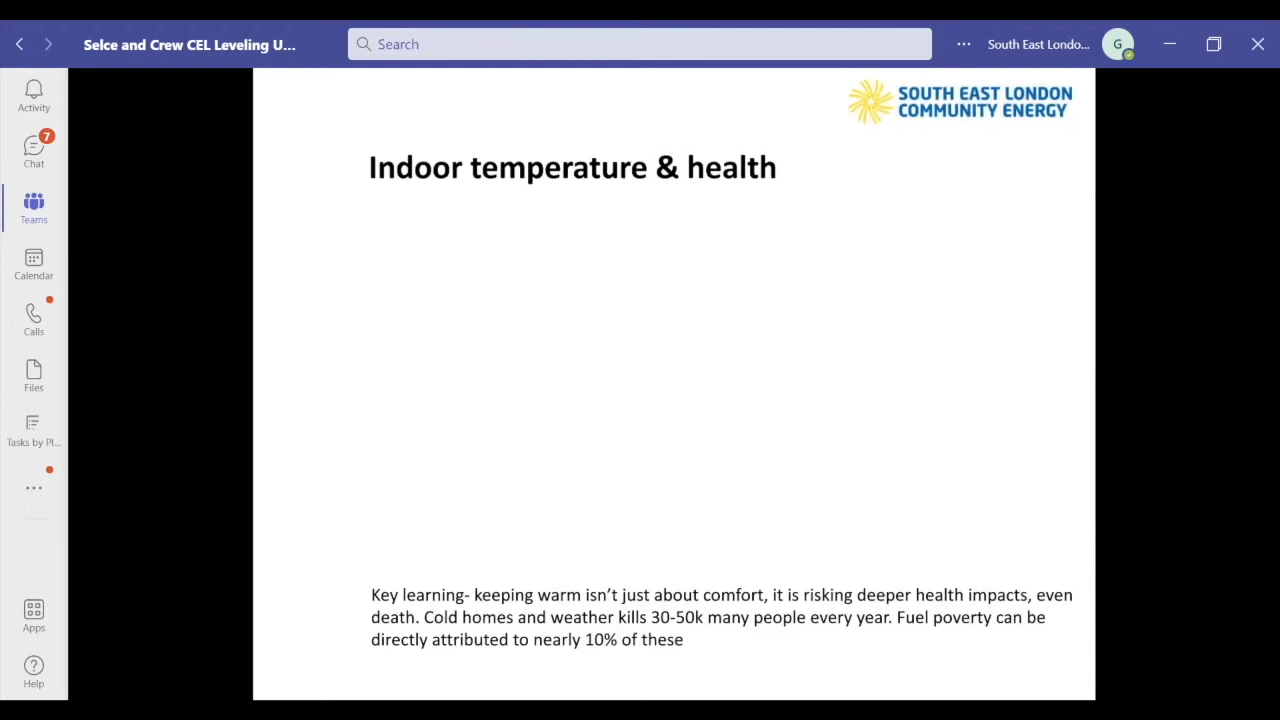 Selce and Crew CEL Leveling U...
Search
South East Londo...
G
Activity
7
Chat
Teams
Calendar
Calls
Files
Tasks by Pl...
Apps
Help
SOUTH EAST LONDON
COMMUNITY ENERGY
Indoor temperature & health
Key learning- keeping warm isn't just about comfort, it is risking deeper health impacts, even
death. Cold homes and weather kills 30-50k many people every year. Fuel poverty can be
directly attributed to nearly 10% of these